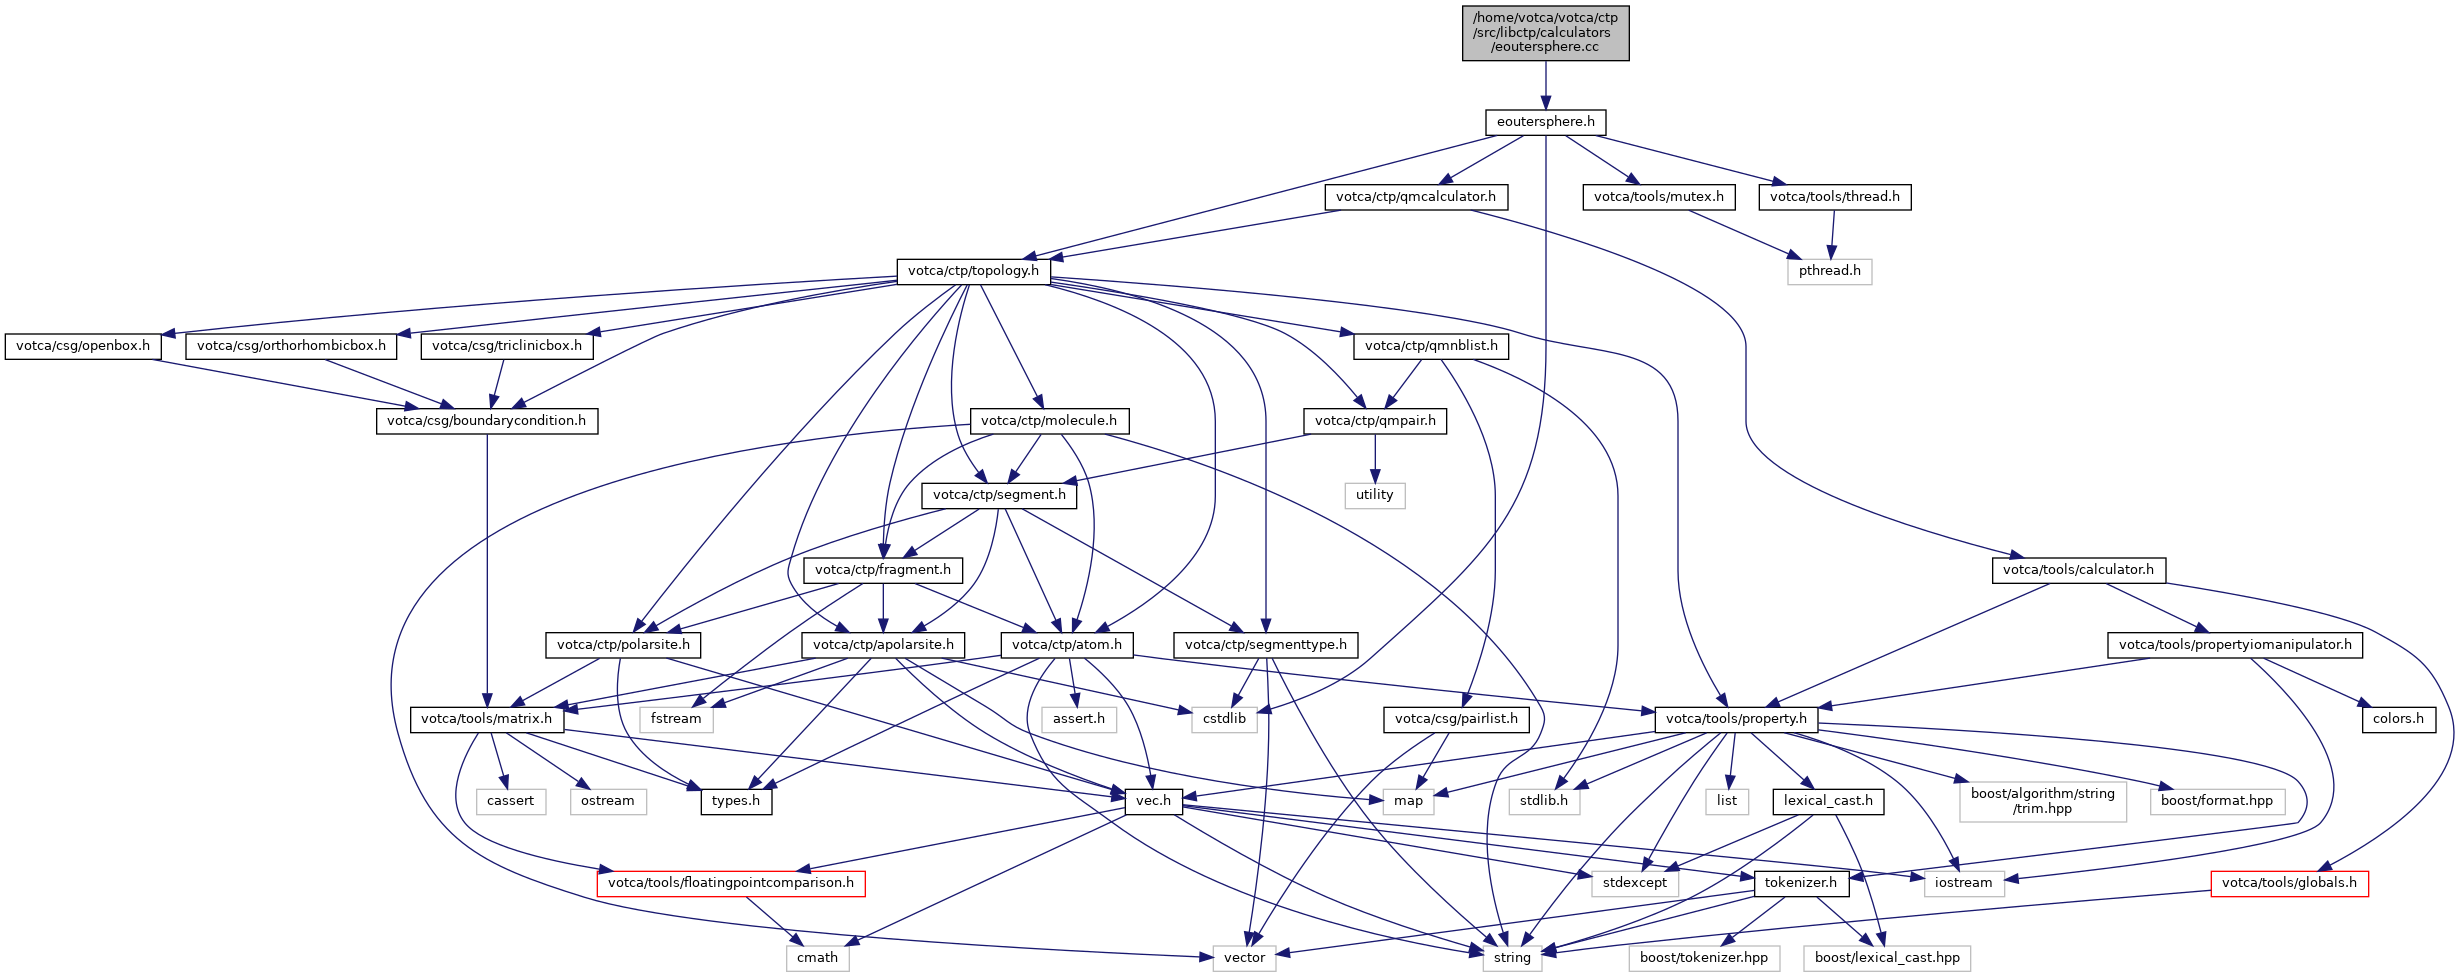 /home/votca/votca/ctp
/src/libctp/calculators
/eoutersphere.cc
eoutersphere.h
votca/ctp/qmcalculator.h
votca/tools/mutex.h
votca/tools/thread.h
votca/ctp/topology.h
pthread.h
votca/csg/openbox.h
votca/csg/orthorhombicbox.h
votca/csg/triclinicbox.h
votca/ctp/qmnblist.h
votca/csg/boundarycondition.h
votca/ctp/molecule.h
votca/ctp/qmpair.h
votca/ctp/segment.h
utility
votca/ctp/fragment.h
votca/tools/calculator.h
votca/ctp/polarsite.h
votca/ctp/apolarsite.h
votca/ctp/atom.h
votca/ctp/segmenttype.h
votca/tools/propertyiomanipulator.h
votca/tools/matrix.h
fstream
assert.h
cstdlib
votca/csg/pairlist.h
votca/tools/property.h
colors.h
cassert
ostream
types.h
vec.h
map
stdlib.h
list
lexical_cast.h
boost/algorithm/string
/trim.hpp
boost/format.hpp
votca/tools/floatingpointcomparison.h
stdexcept
tokenizer.h
iostream
votca/tools/globals.h
cmath
vector
string
boost/tokenizer.hpp
boost/lexical_cast.hpp